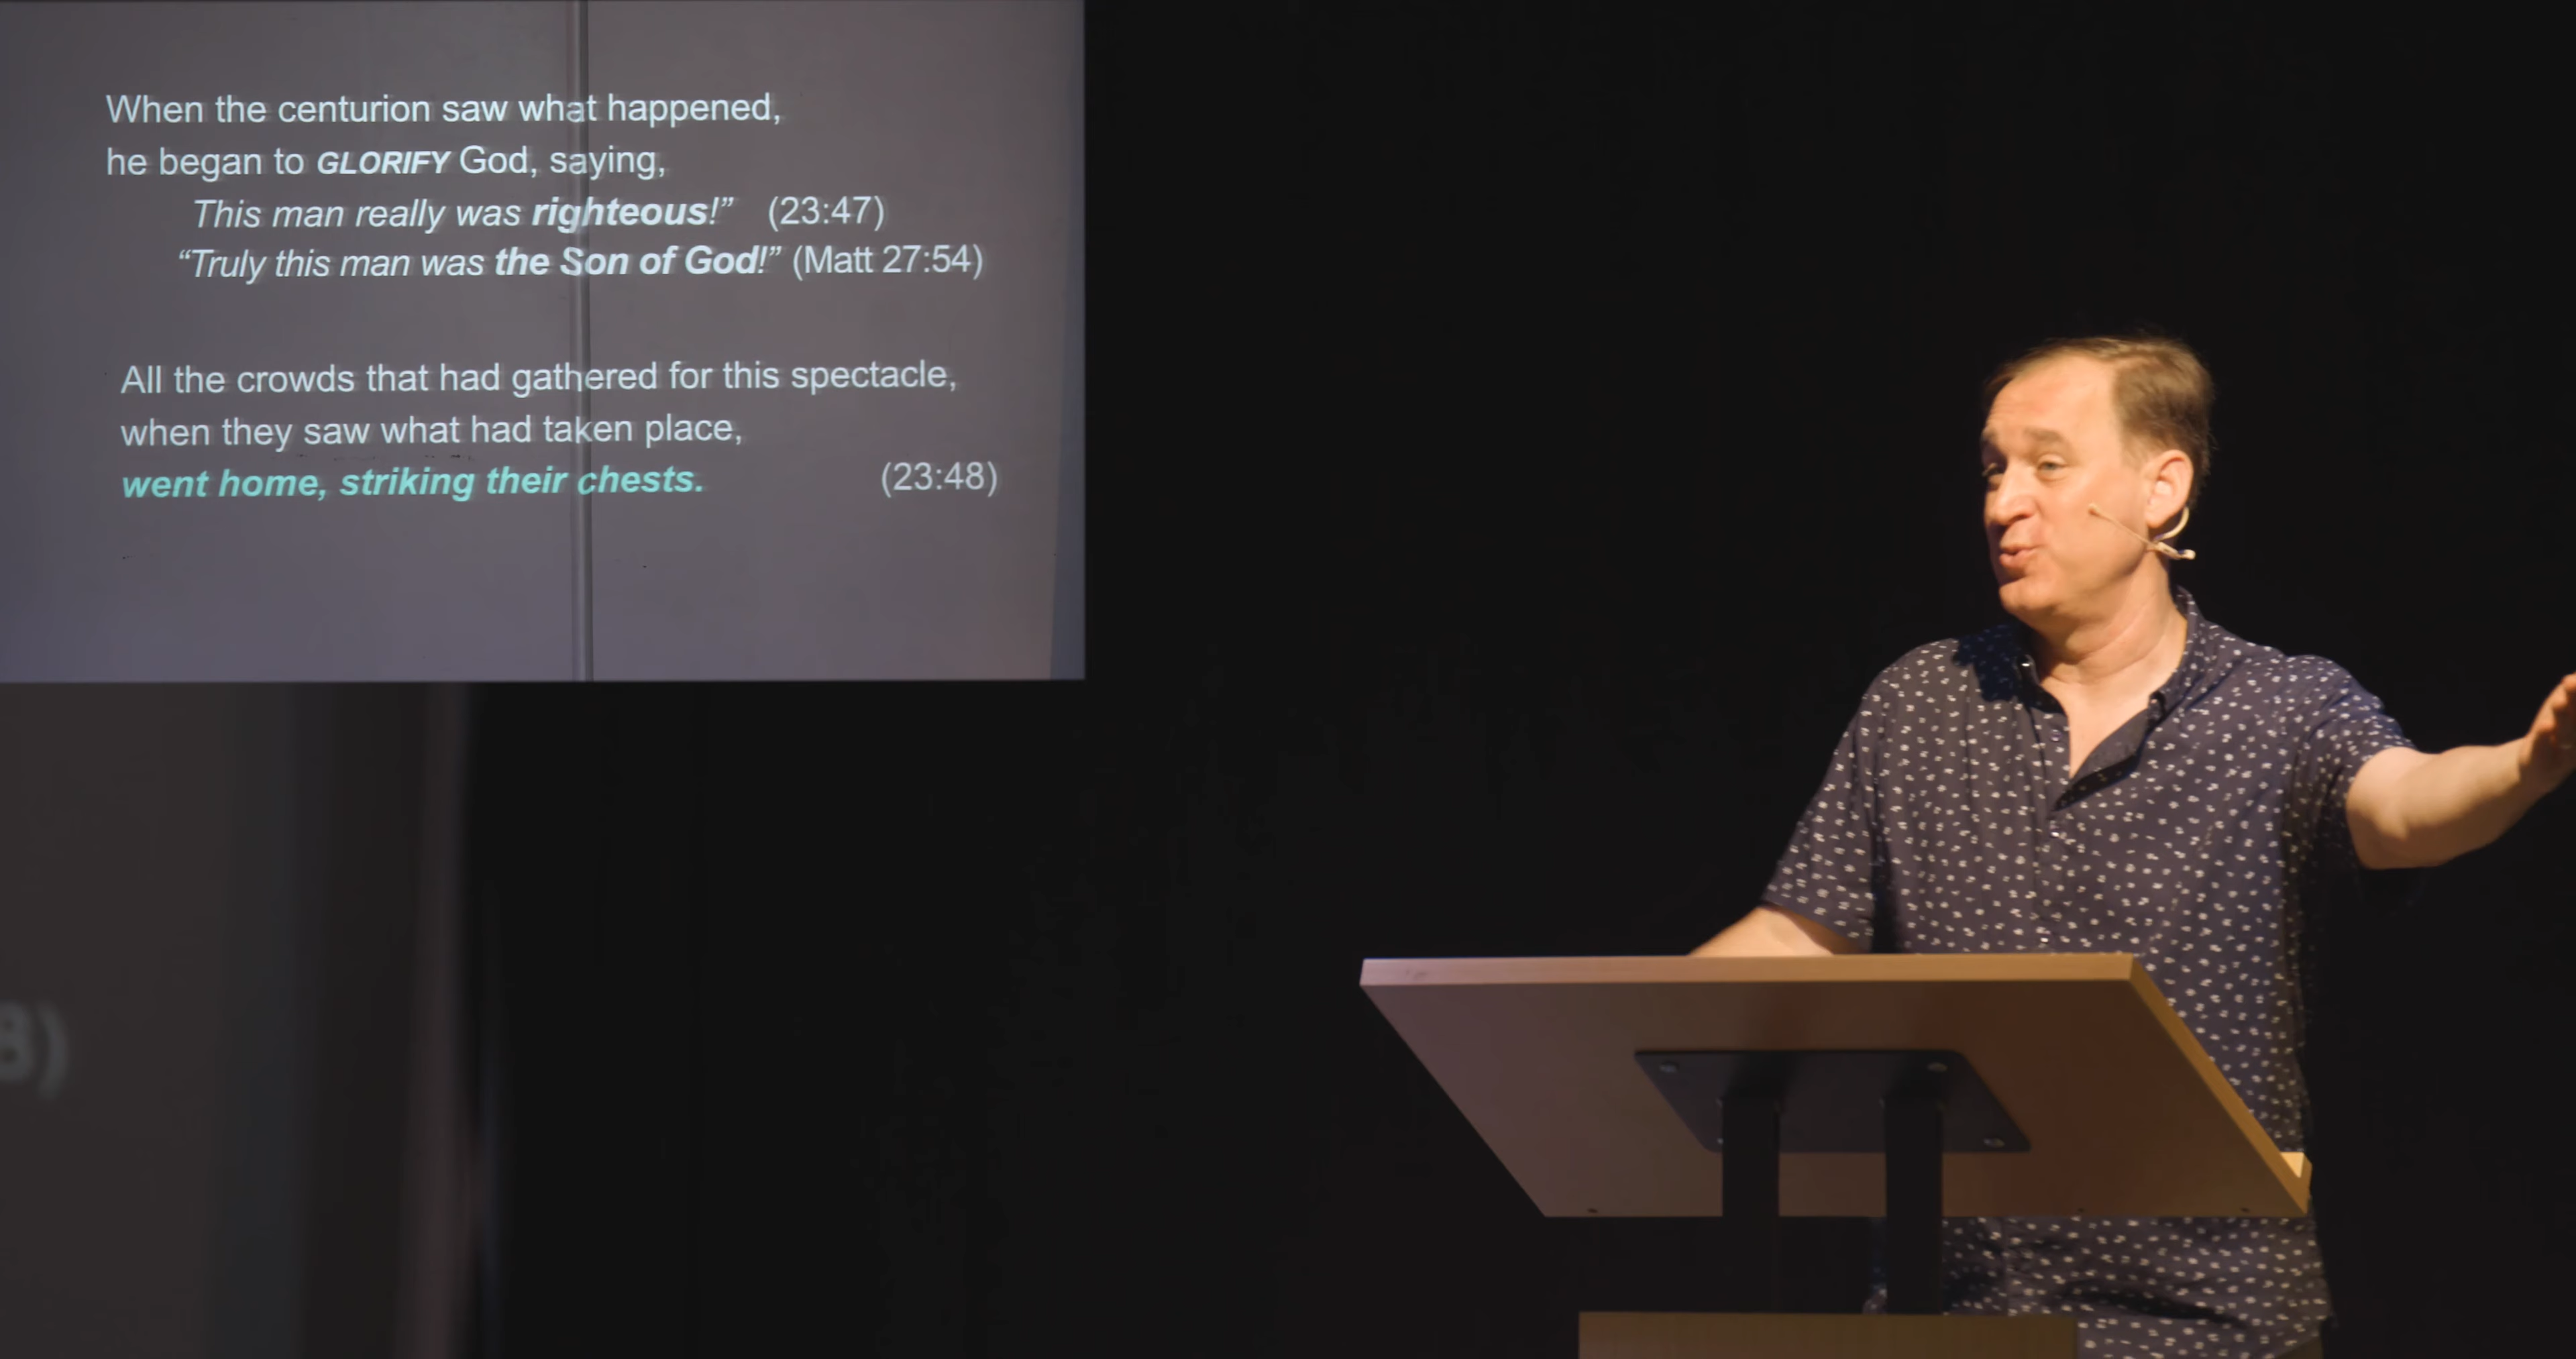 When the centurion saw what happened,
he began to GLORIFY God, saying,
This man really was righteous!” (23:47)
“Truly this man was the Son of God!” (Matt 27:54)
All the crowds that had gathered for this spectacle,
when they saw what had taken place,
went home, striking their chests. (23:48)
8)